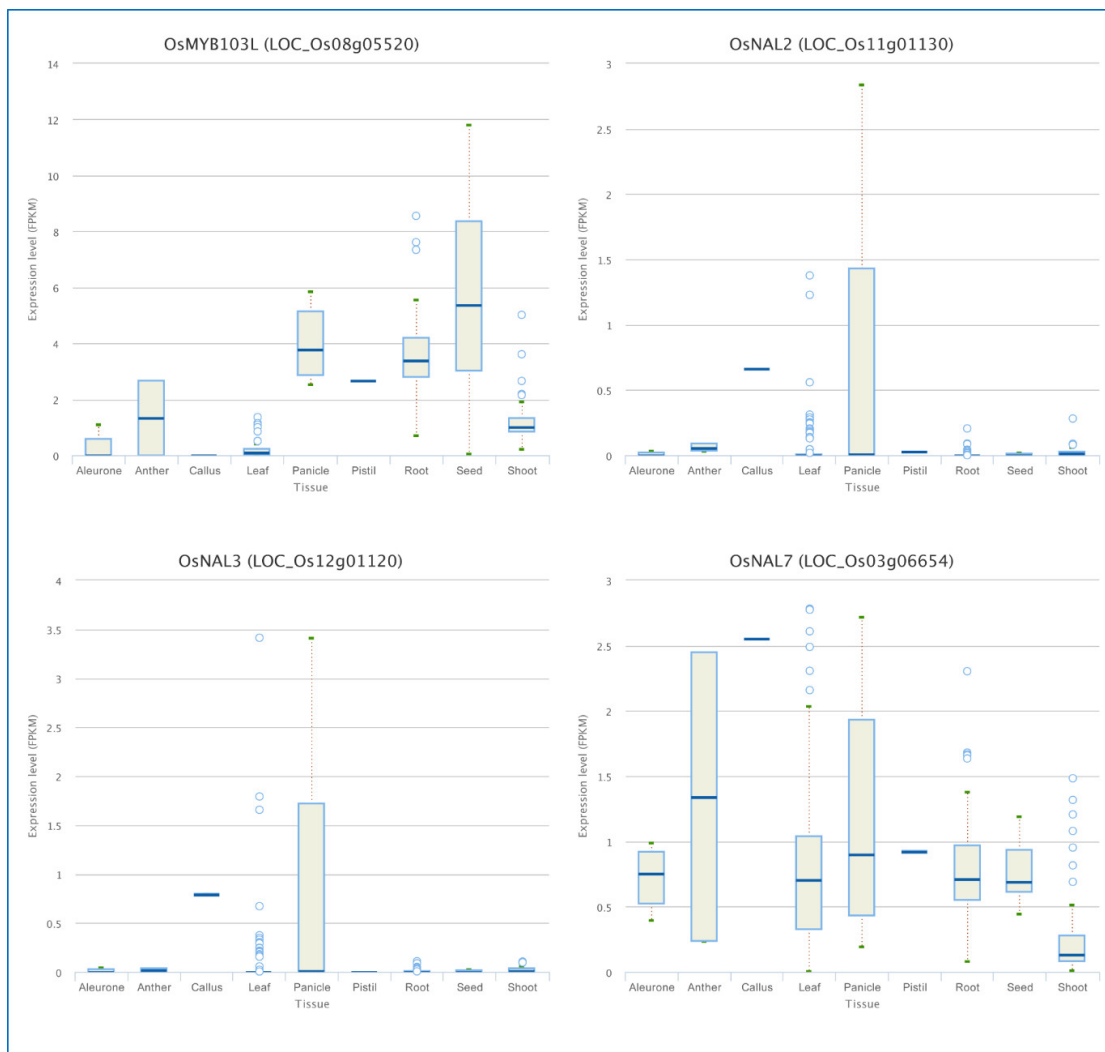 OsMYB103L (LOC_Os08g05520)
14
12
10
8
6
4
2
0
Expression level (FPKM)
Aleurone Anther Callus Leaf Panicle Pistil Root Seed Shoot
Tissue
OsNAL2 (LOC_Os11g01130)
3
2.5
2
1.5
1
0.5
0
Expression level (FPKM)
Aleurone Anther Callus Leaf Panicle Pistil Root Seed Shoot
Tissue
OsNAL3 (LOC_Os12g01120)
4
3.5
3
2.5
2
1.5
1
0.5
0
Expression level (FPKM)
Aleurone Anther Callus Leaf Panicle Pistil Root Seed Shoot
Tissue
OsNAL7 (LOC_Os03g06654)
3
2.5
2
1.5
1
0.5
0
Expression level (FPKM)
Aleurone Anther Callus Leaf Panicle Pistil Root Seed Shoot
Tissue